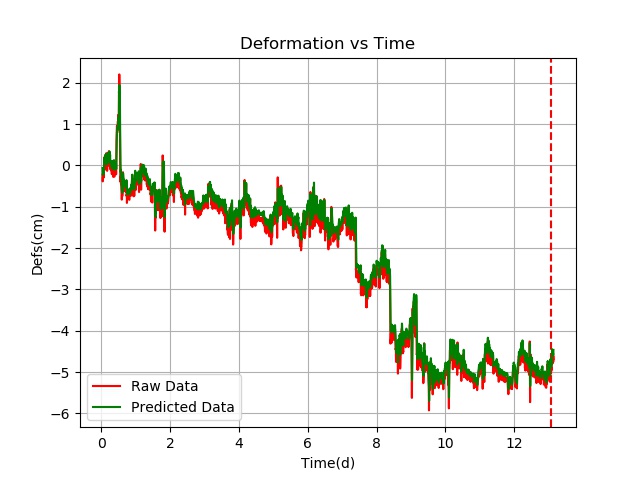 Deformation vs Time
Defs(cm)
2
1
0
−1
−2
−3
−4
−5
−6
Raw Data
Predicted Data
0 2 4 6 8 10 12
Time(d)